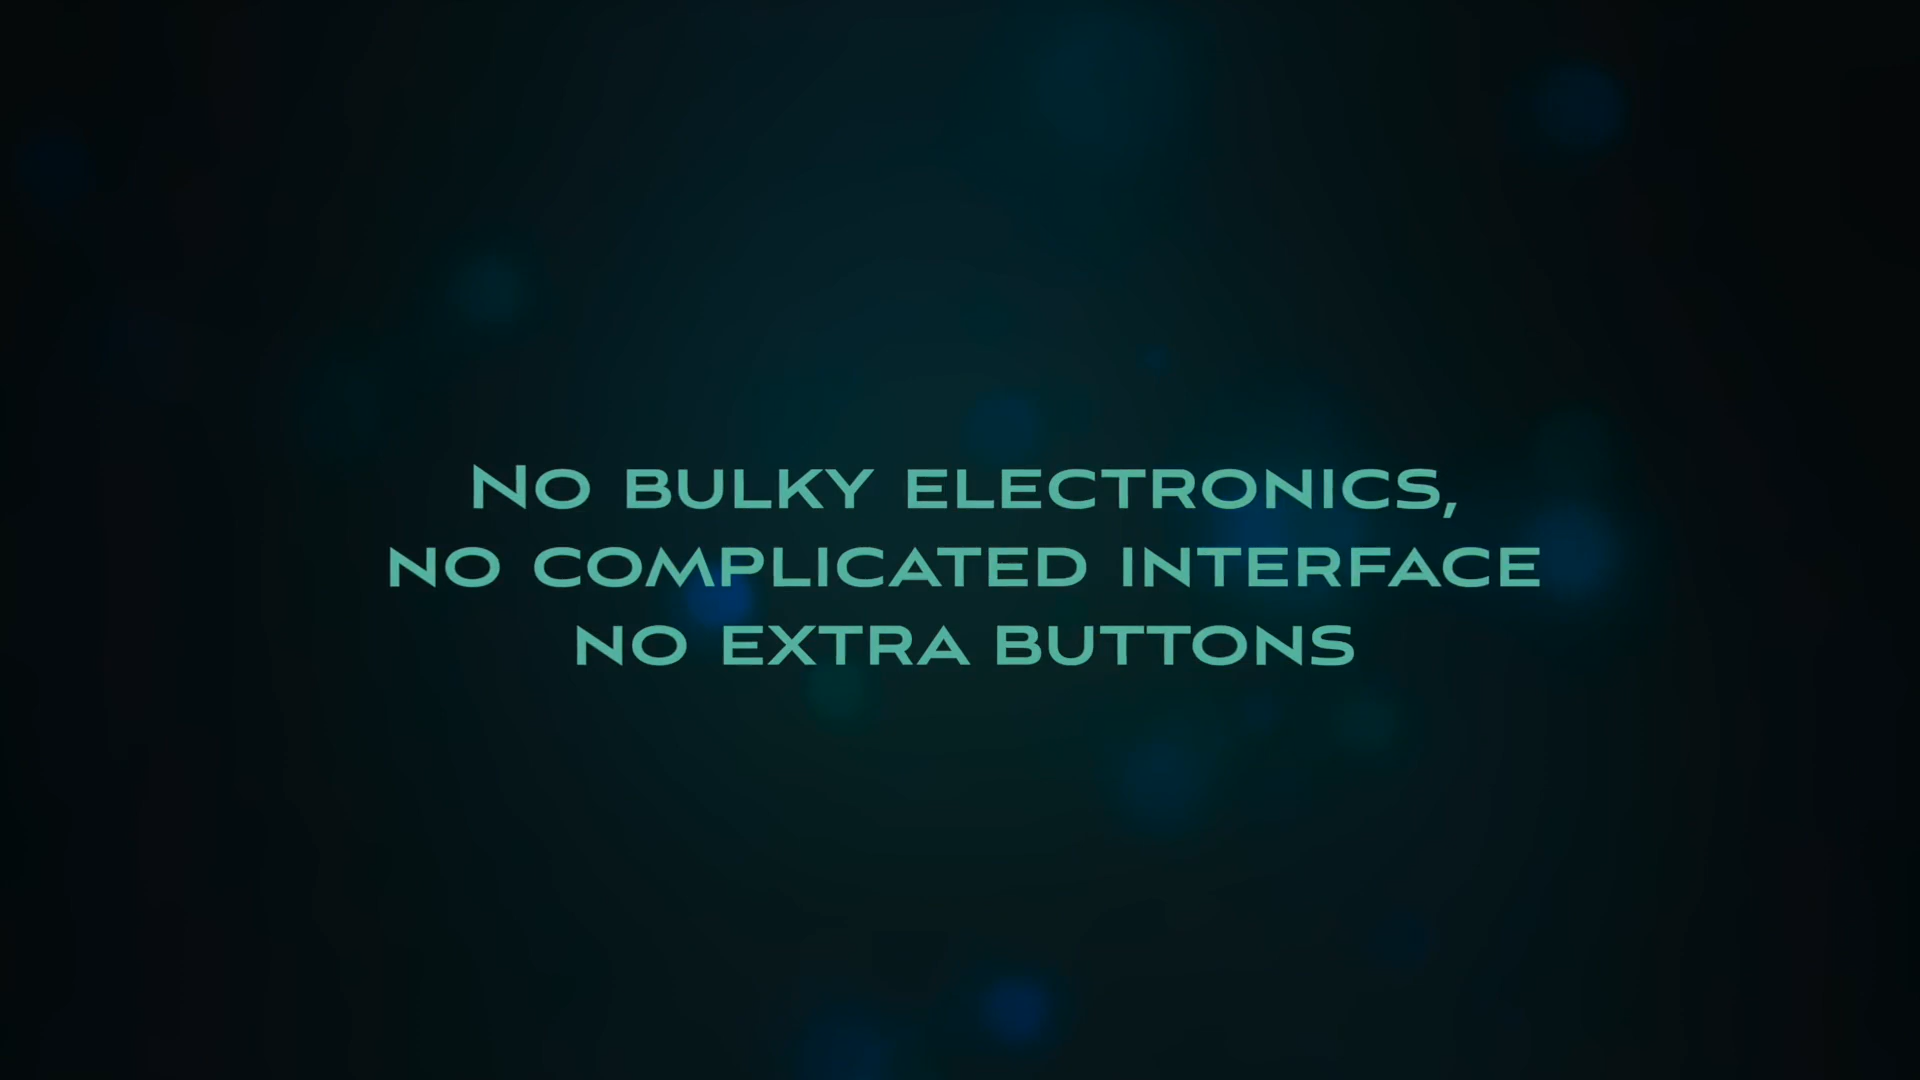 No bulky electronics,
no complicated interface
no extra buttons